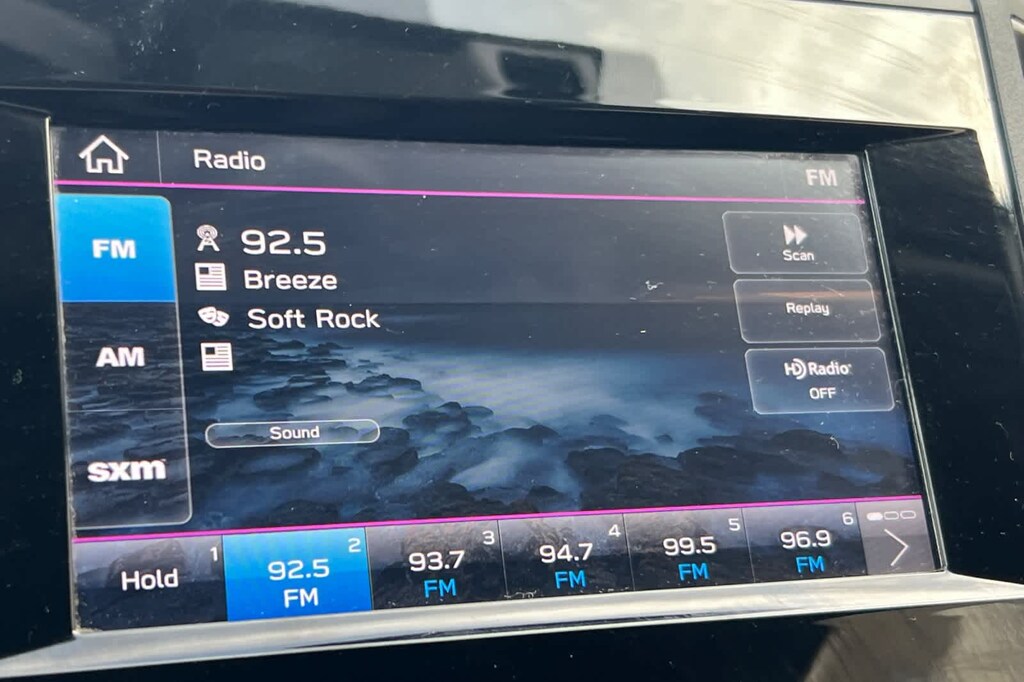 Radio
FM
FM
92.5
Breeze
Soft Rock
AM
sxm
Sound
Scan
Replay
HD Radio
OFF
1
Hold
2
92.5
FM
3
93.7
FM
4
94.7
FM
5
99.5
FM
6
96.9
FM